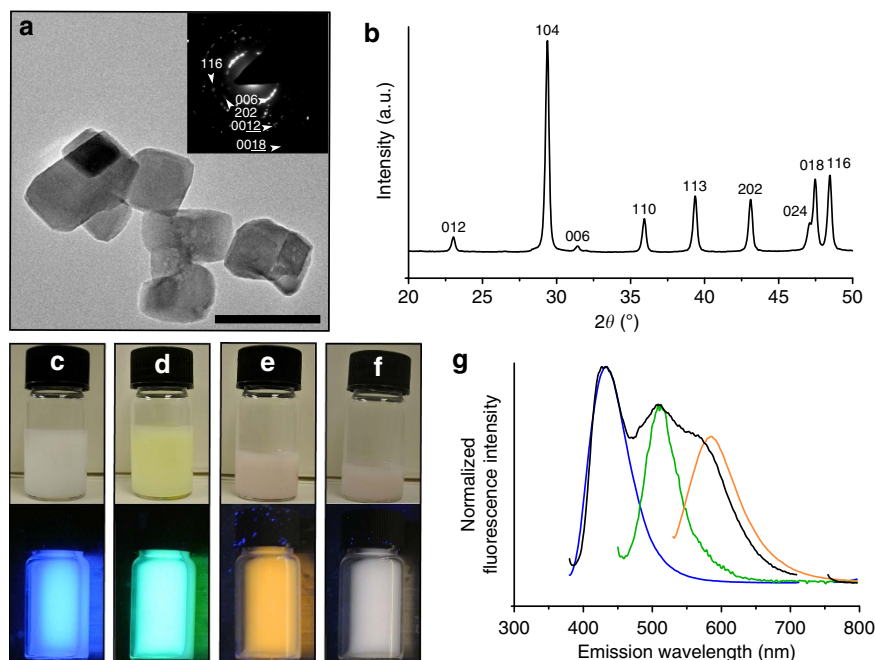 a
116
006
202
0012
0018
b
Intensity (a.u.)
012
104
006
110
113
202
024
018
116
20 25 30 35 40 45 50
2θ (°)
c d e f
g
Normalized
fluorescence intensity
300 400 500 600 700 800
Emission wavelength (nm)